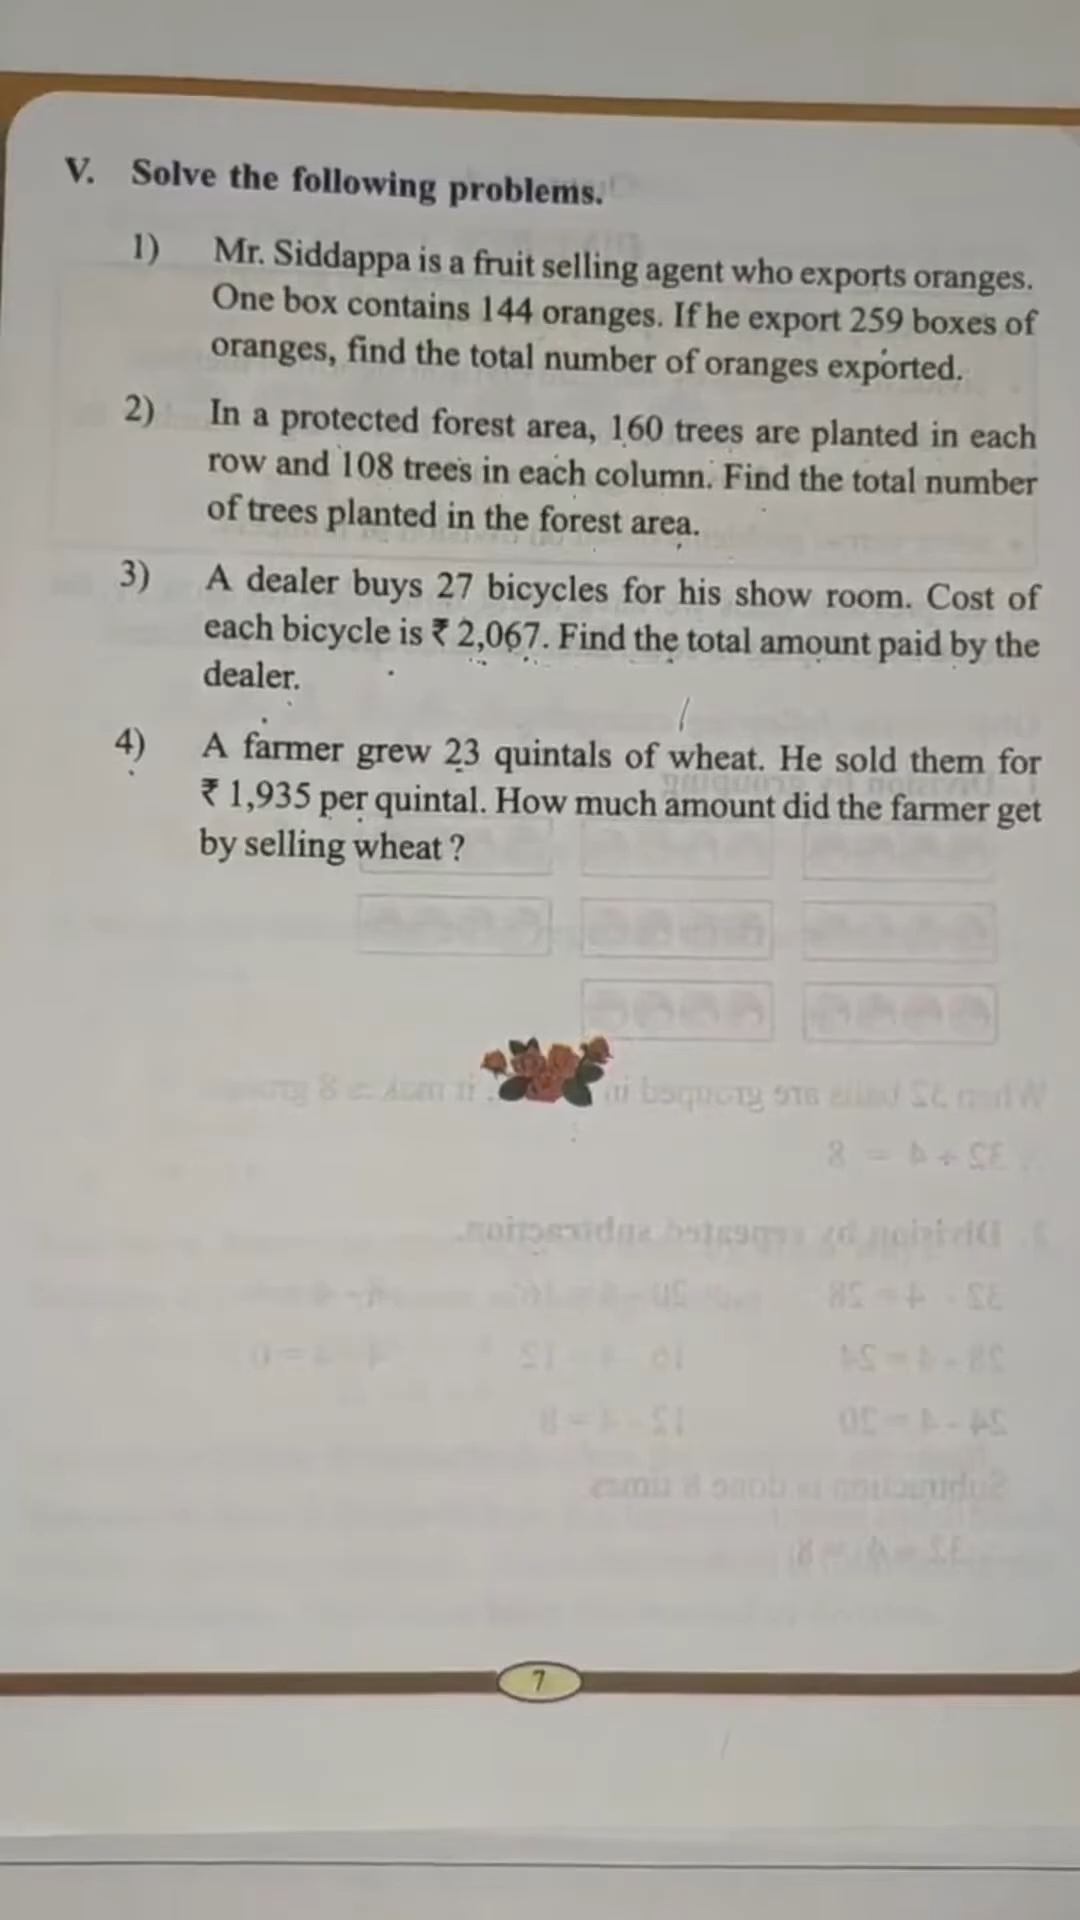 V. Solve the following problems.
1) Mr. Siddappa is a fruit selling agent who exports oranges.
One box contains 144 oranges. If he export 259 boxes of
oranges, find the total number of oranges exported.
2) In a protected forest area, 160 trees are planted in each
row and 108 trees in each column. Find the total number
of trees planted in the forest area.
3) A dealer buys 27 bicycles for his show room. Cost of
each bicycle is ₹ 2,067. Find the total amount paid by the
dealer.
4) A farmer grew 23 quintals of wheat. He sold them for
₹ 1,935 per quintal. How much amount did the farmer get
by selling wheat ?
7